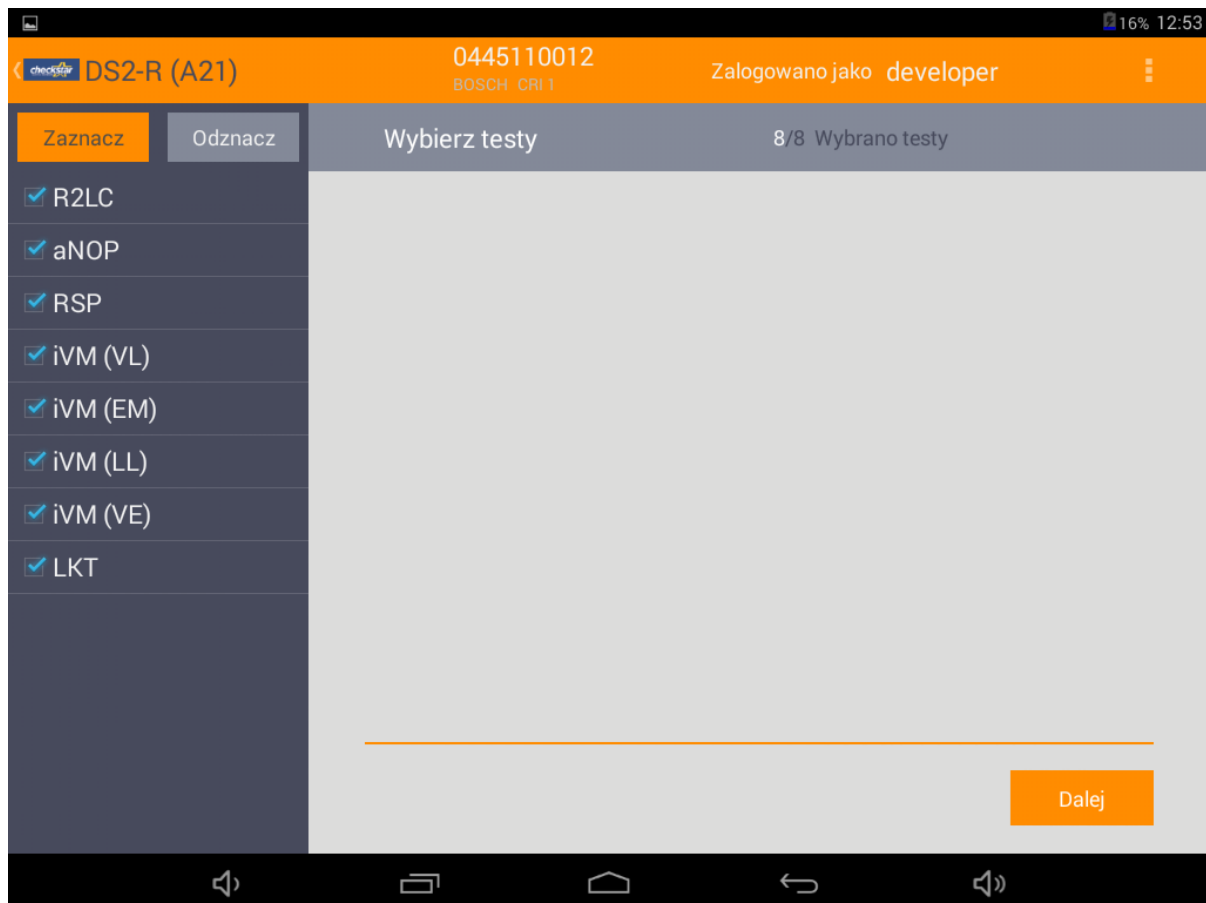 16% 12:53
checkstar DS2-R (A21)
0445110012
BOSCH CRI 1
Zalogowano jako developer
Zaznacz
Odznacz
Wybierz testy
8/8 Wybrano testy
R2LC
aNOP
RSP
iVM (VL)
iVM (EM)
iVM (LL)
iVM (VE)
LKT
Dalej